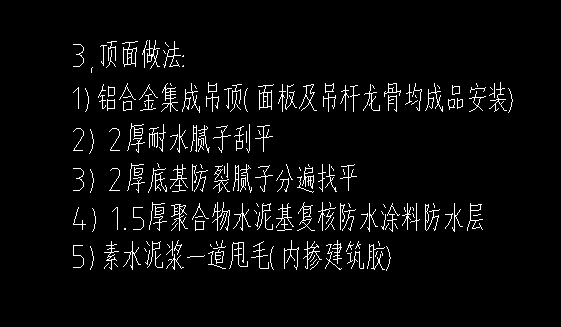 3、顶面做法:
1) 铝合金集成吊顶(面板及吊杆龙骨均成品安装)
2) 2厚耐水腻子刮平
3) 2厚底基防裂腻子分遍找平
4) 1.5厚聚合物水泥基复核防水涂料防水层
5) 素水泥浆一道甩毛(内掺建筑胶)